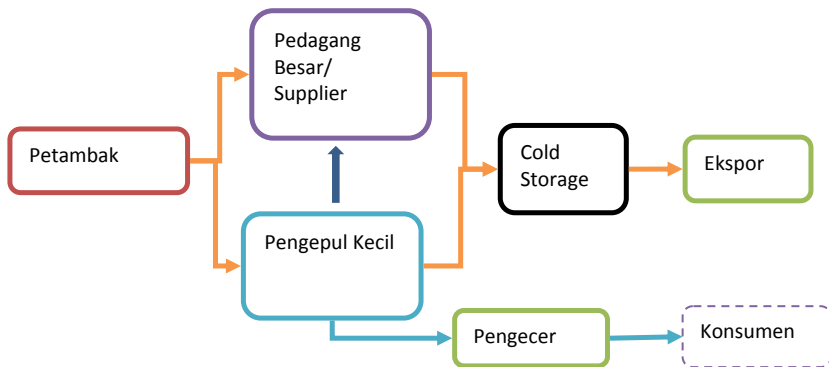 Pedagang
Besar/
Supplier
Petambak
Cold
Storage
Ekspor
Pengepul Kecil
Pengecer
Konsumen